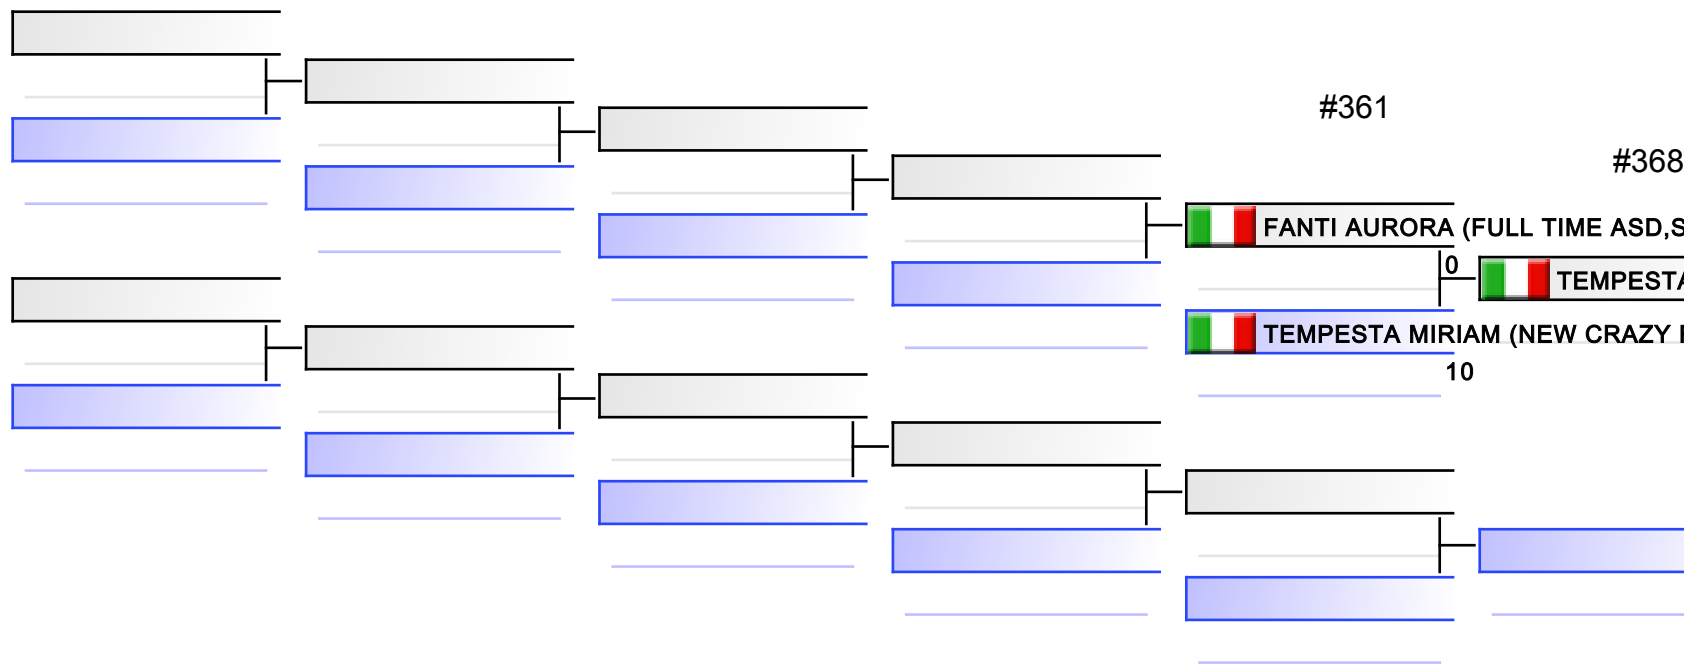 #361
#368
FANTI AURORA (FULL TIME ASD,S
0
TEMPESTA
TEMPESTA MIRIAM (NEW CRAZY
10